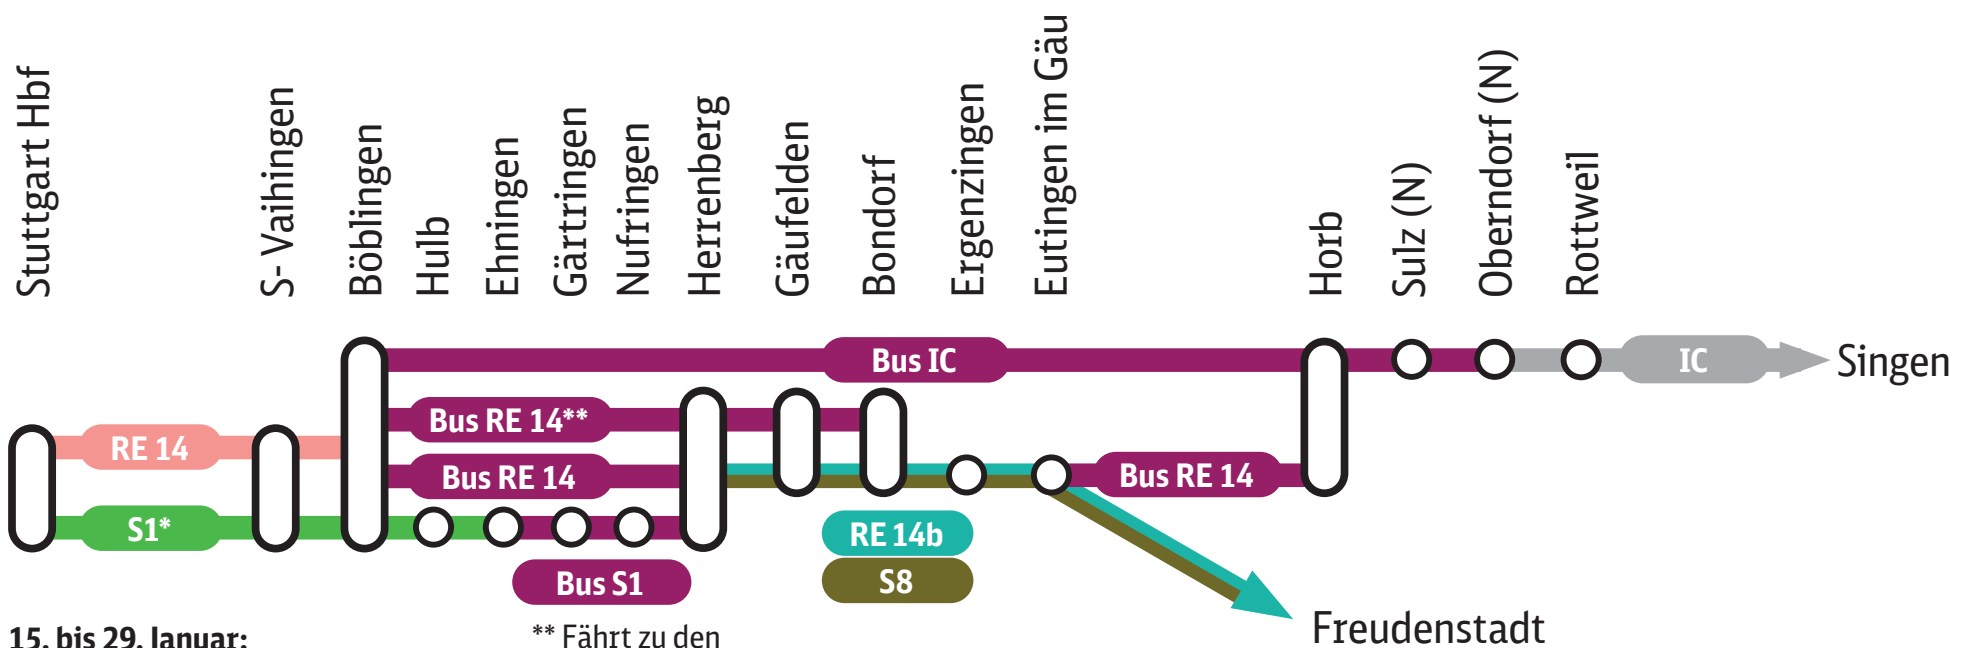 Stuttgart Hbf
S- Vaihingen
Böblingen
Hulb
Ehningen
Gärtringen
Nufringen
Herrenberg
Gäufelden
Bondorf
Ergenzingen
Eutingen im Gäu
Horb
Sulz (N)
Oberndorf (N)
Rottweil
Bus IC
IC
Singen
Bus RE 14**
RE 14
Bus RE 14
Bus RE 14
S1*
RE 14b
Bus S1
S8
Freudenstadt
15. bis 29. Januar:
** Fährt zu den